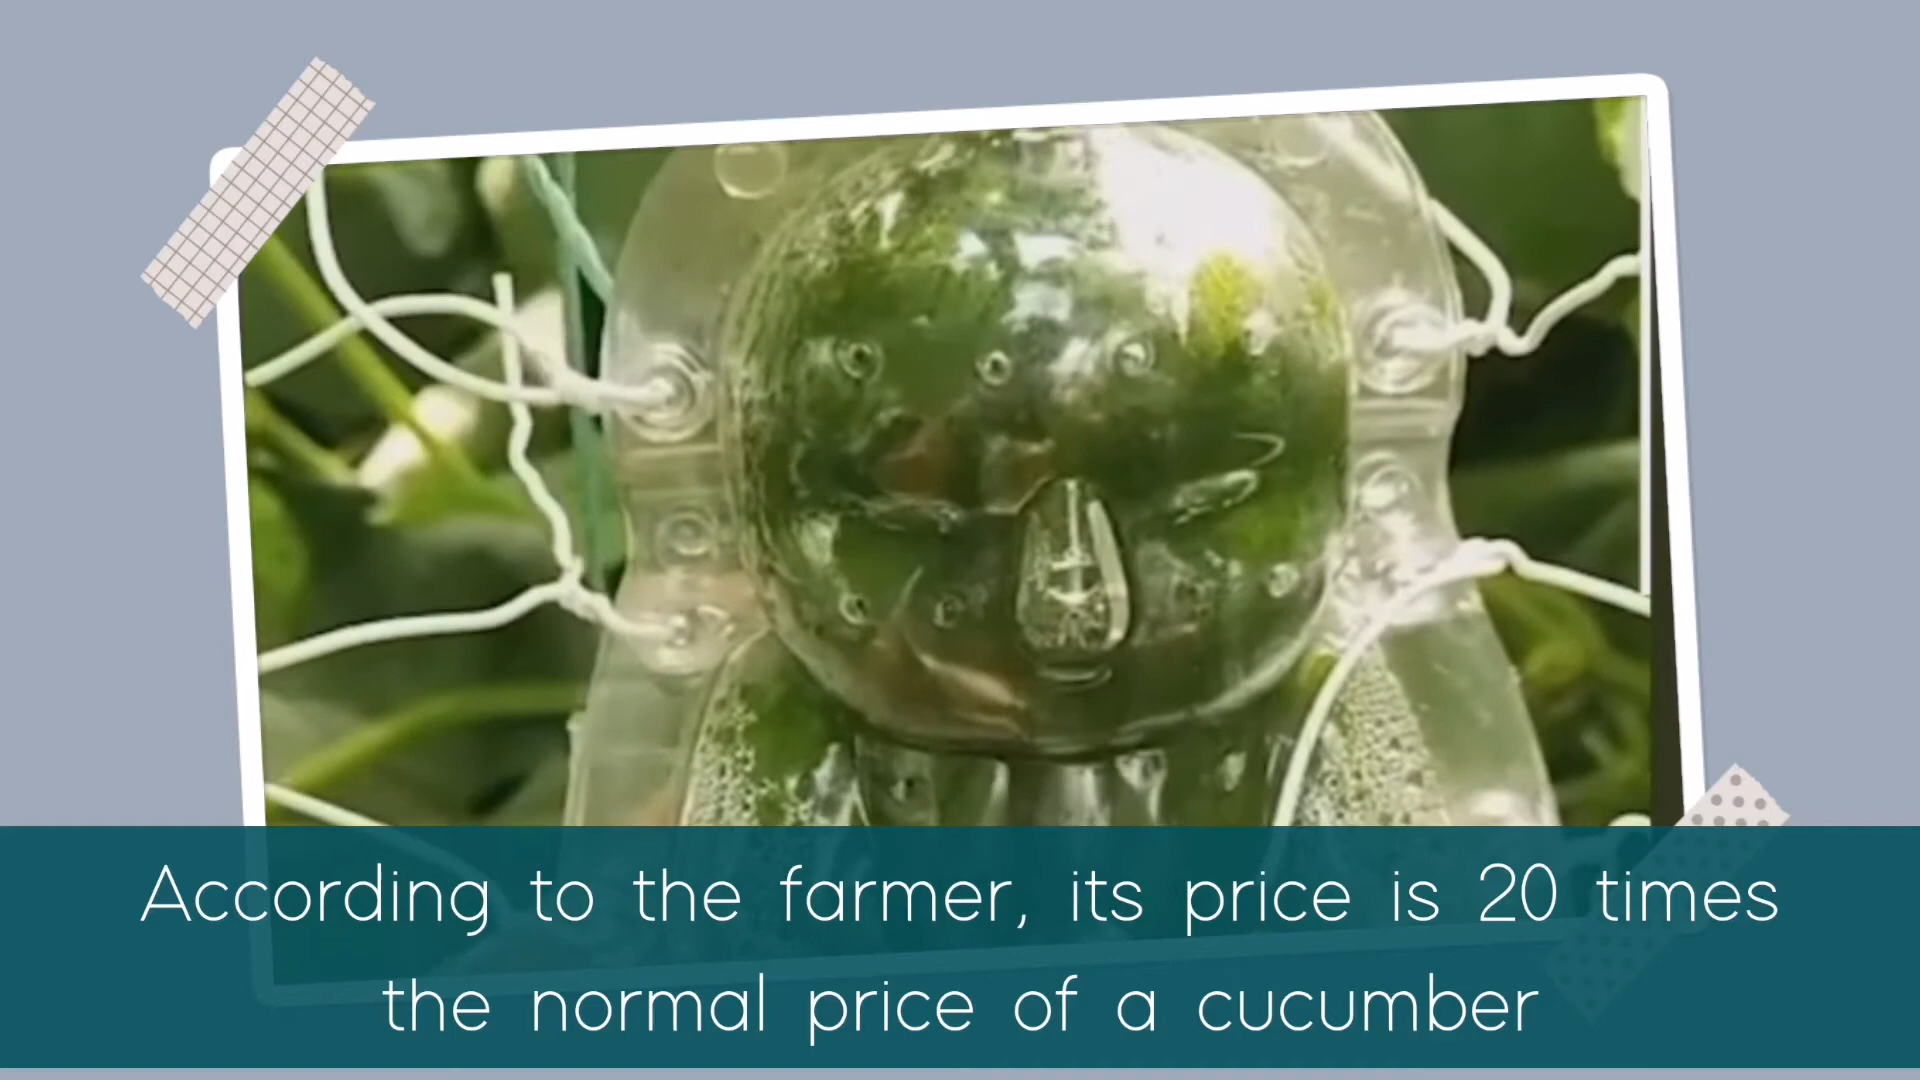 According to the farmer, its price is 20 times
the normal price of a cucumber